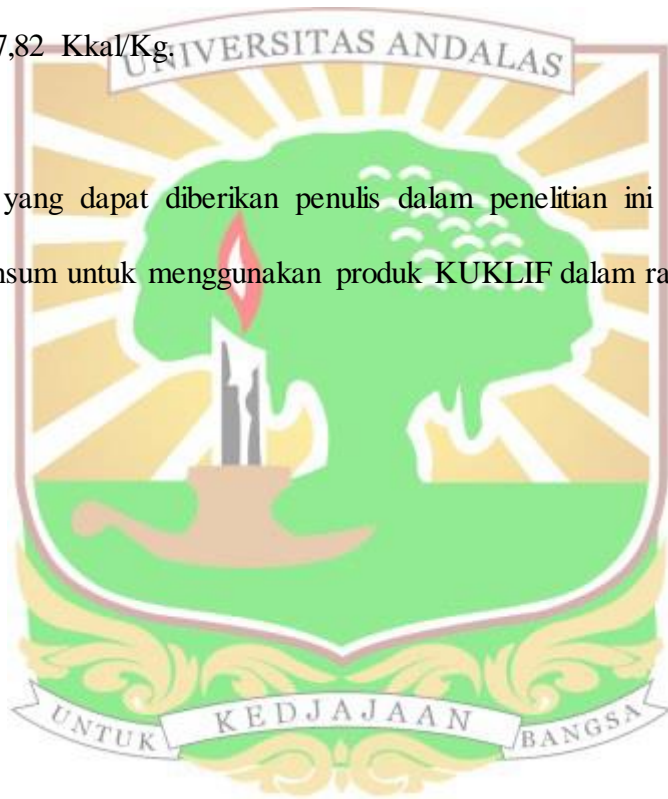 7,82 Kkal/Kg.
UNIVERSITAS ANDALAS
yang dapat diberikan penulis dalam penelitian ini
nsum untuk menggunakan produk KUKLIF dalam ra
UNTUK KEDJAJAAN BANGSA